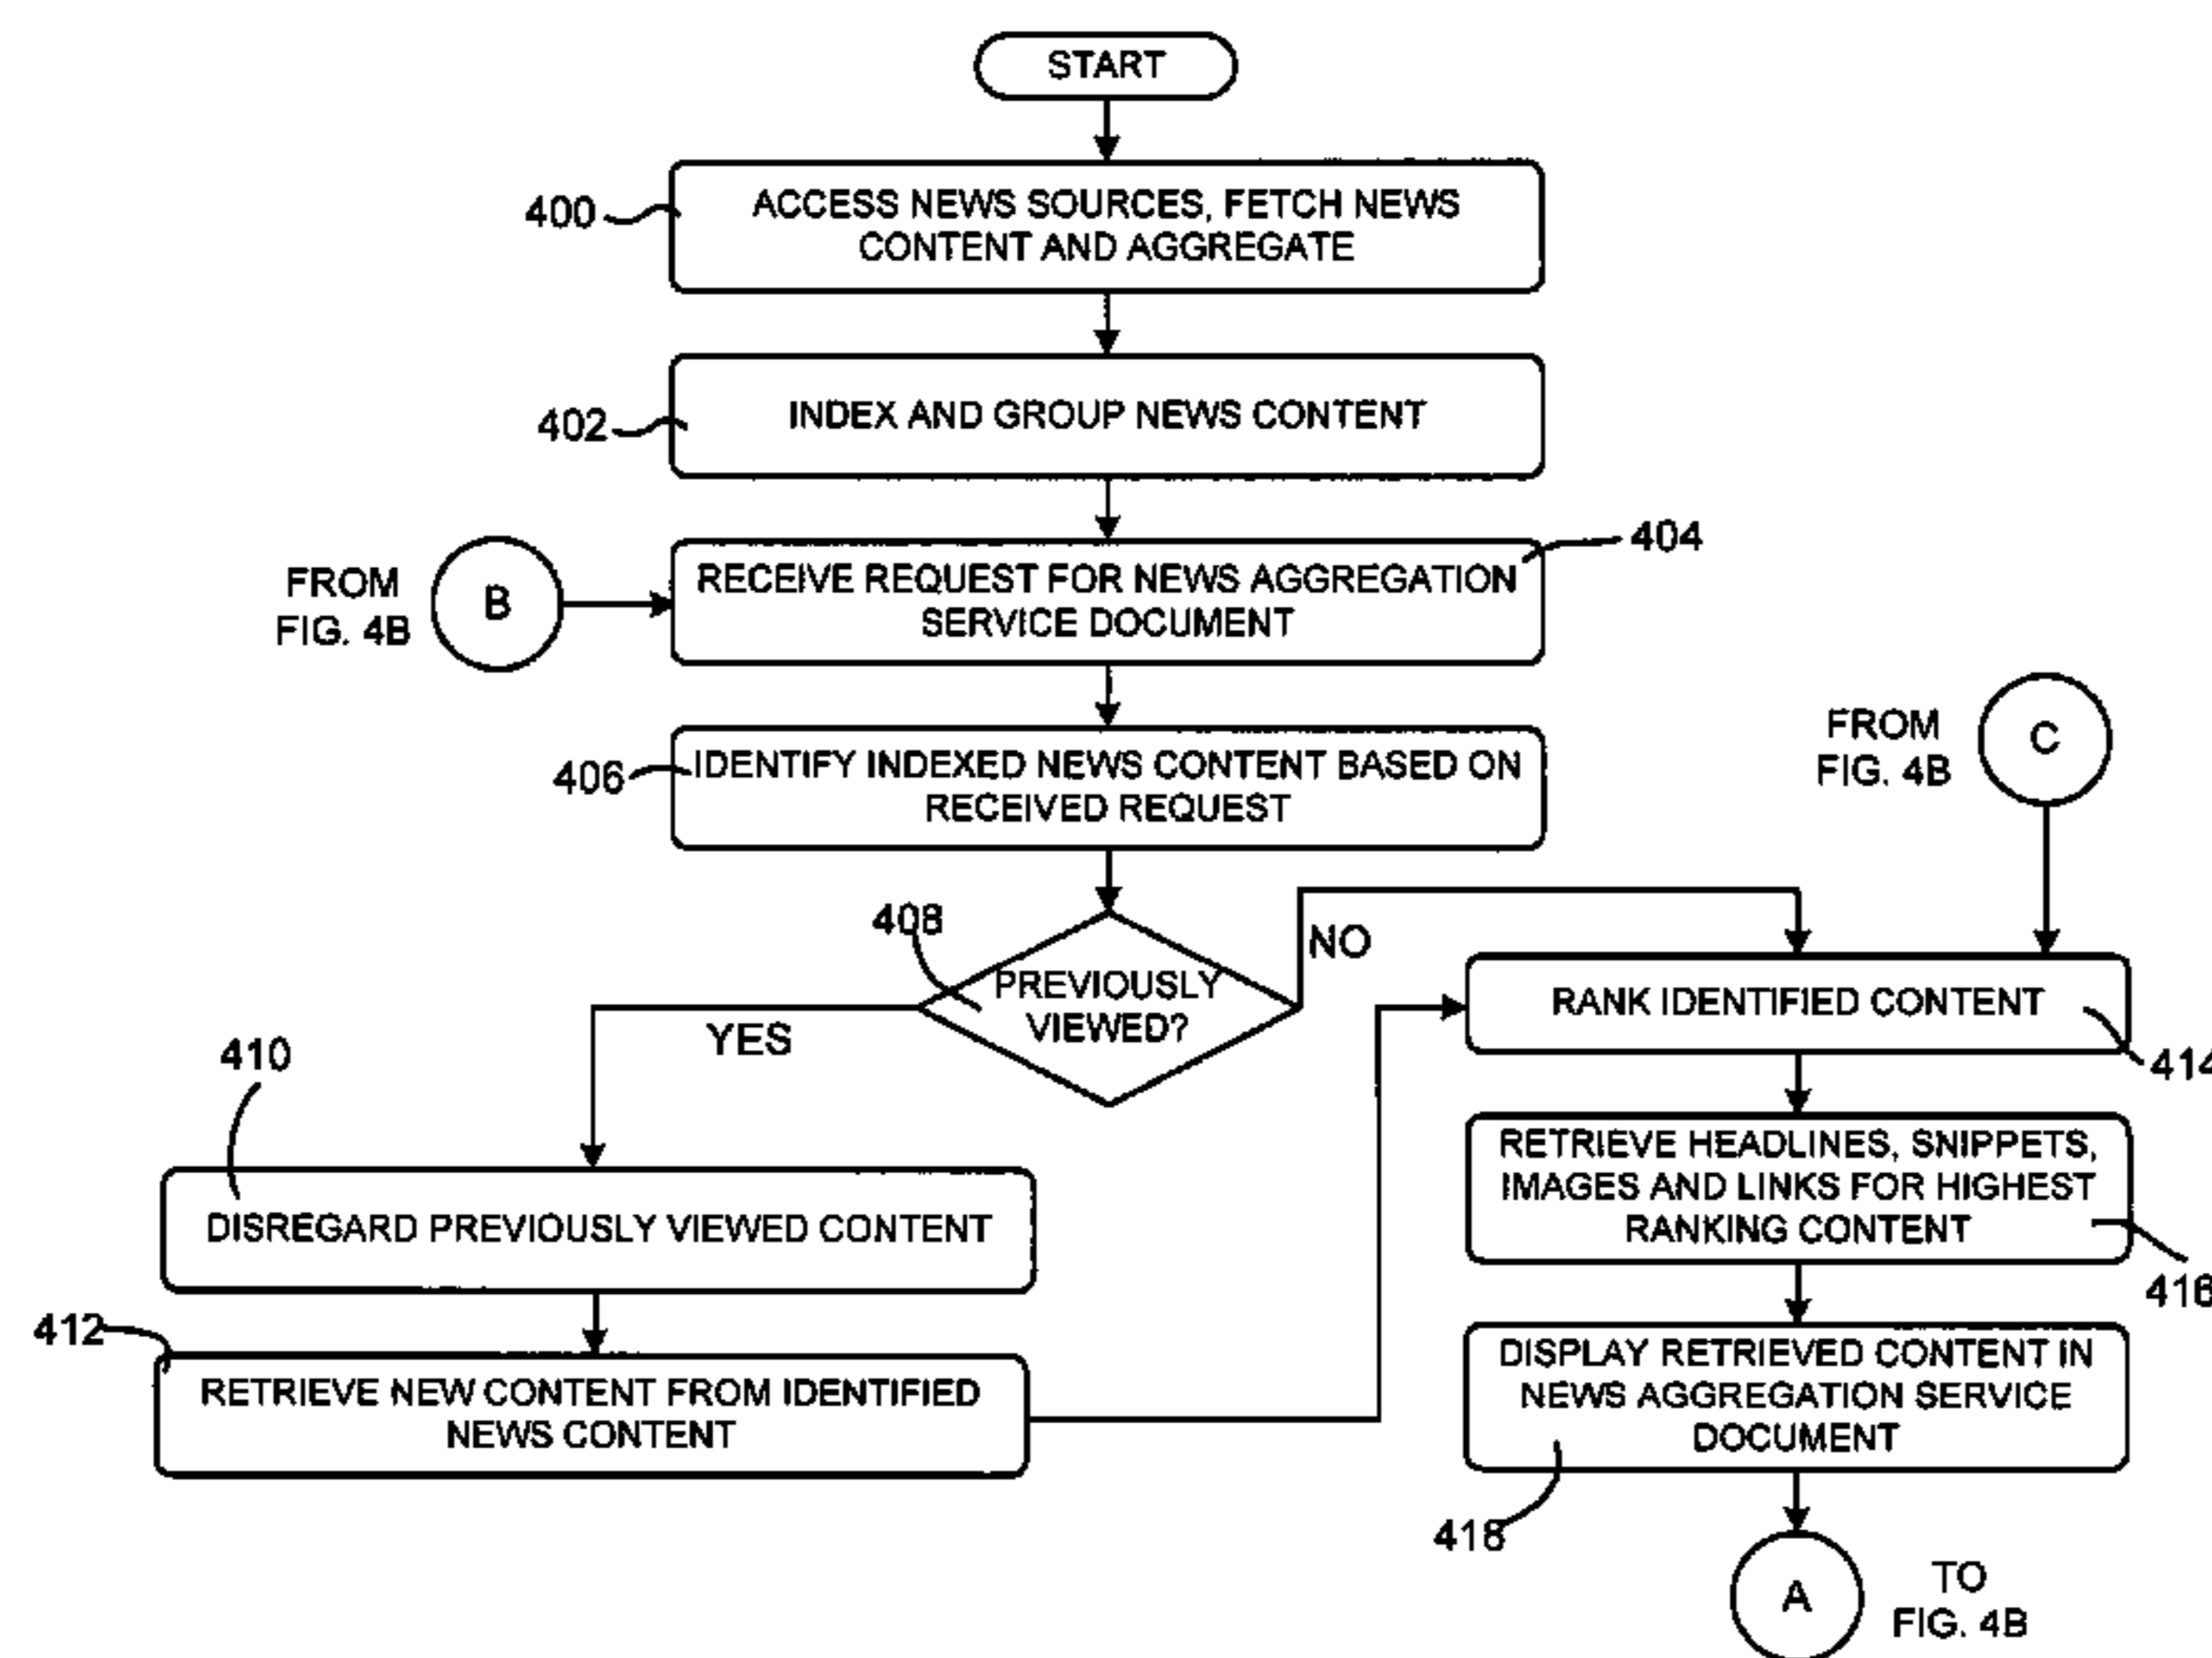 START
400
ACCESS NEWS SOURCES, FETCH NEWS
CONTENT AND AGGREGATE
402
INDEX AND GROUP NEWS CONTENT
404
FROM
FIG. 4B
B
RECEIVE REQUEST FOR NEWS AGGREGATION
SERVICE DOCUMENT
406
IDENTIFY INDEXED NEWS CONTENT BASED ON
RECEIVED REQUEST
FROM
FIG. 4B
C
408
PREVIOUSLY
VIEWED?
NO
YES
RANK IDENTIFIED CONTENT
414
410
DISREGARD PREVIOUSLY VIEWED CONTENT
RETRIEVE HEADLINES, SNIPPETS,
IMAGES AND LINKS FOR HIGHEST
RANKING CONTENT
416
412
RETRIEVE NEW CONTENT FROM IDENTIFIED
NEWS CONTENT
DISPLAY RETRIEVED CONTENT IN
NEWS AGGREGATION SERVICE
DOCUMENT
418
A
TO
FIG. 4B